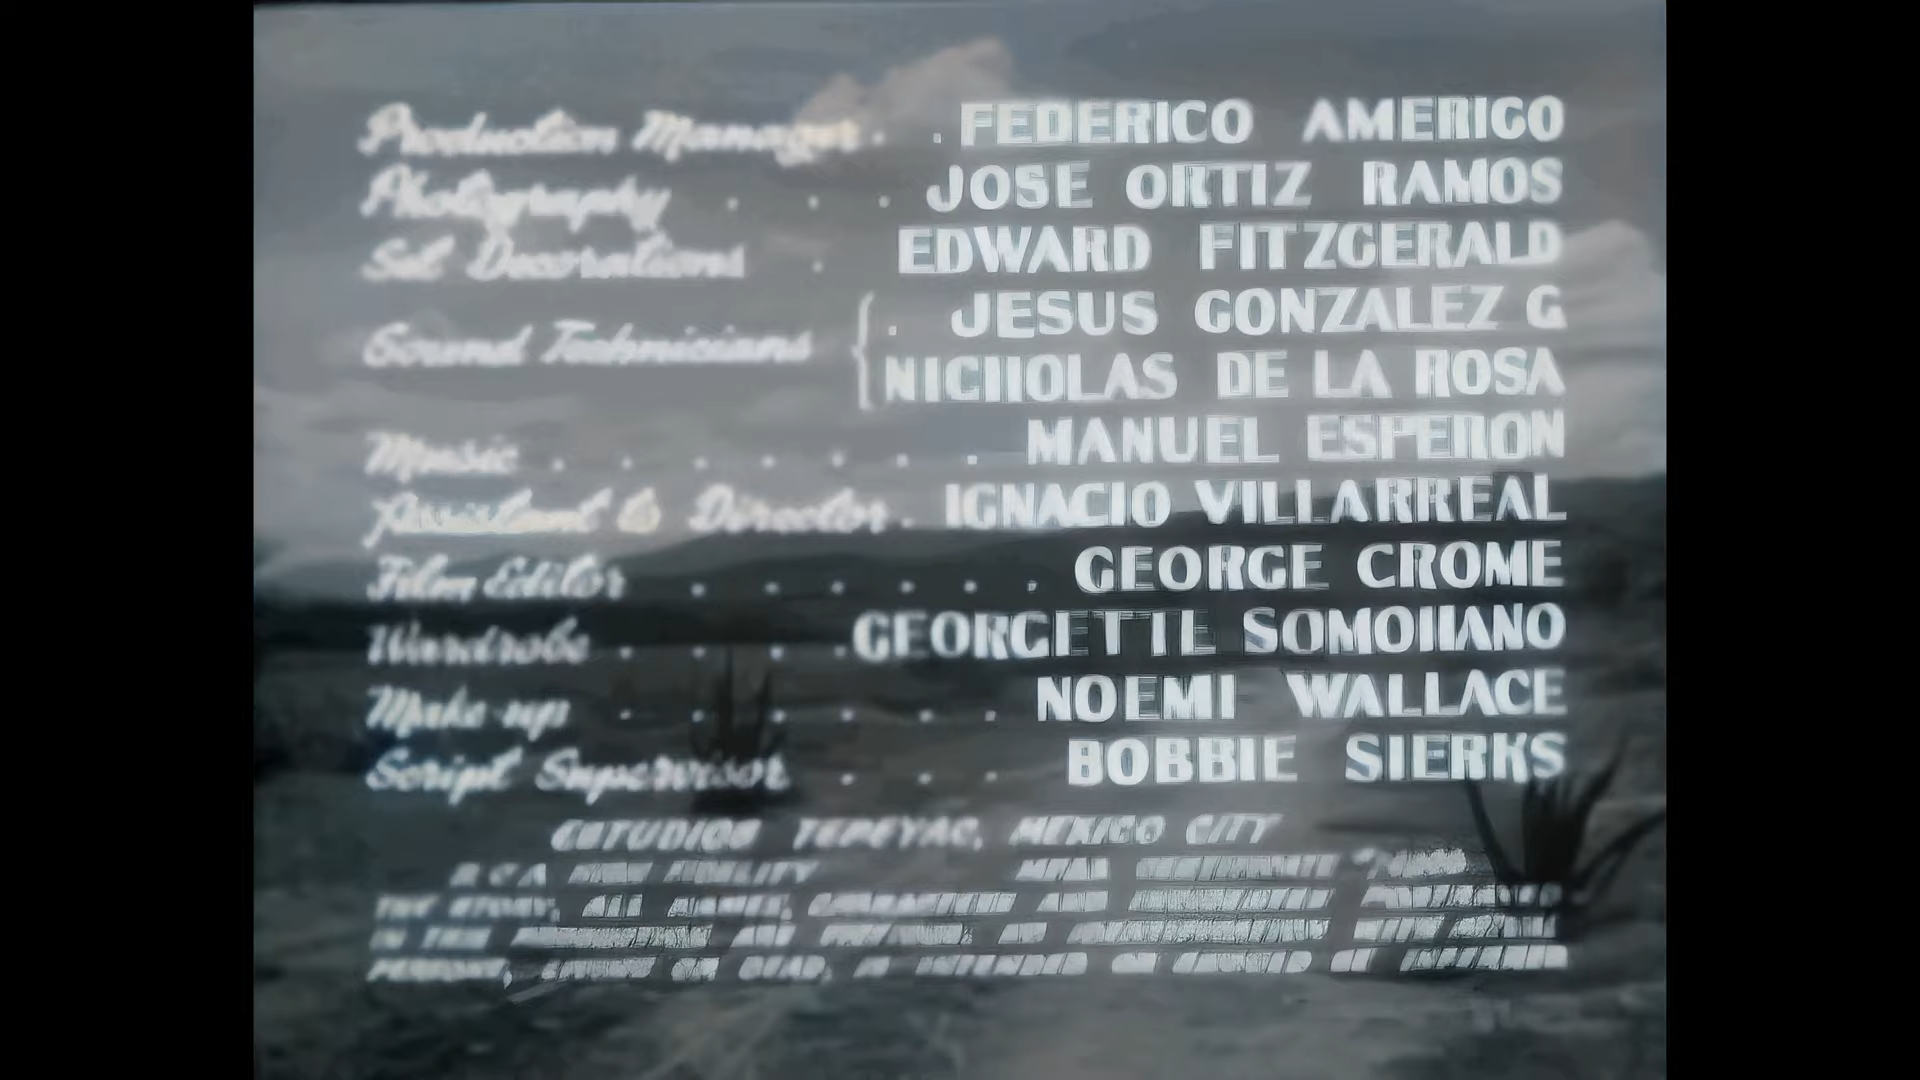 Production Manager . . FEDERICO AMERIGO
Photography . . . JOSE ORTIZ RAMOS
Set Decorations . EDWARD FITZGERALD
Sound Technicians { . JESUS GONZALEZ G
NICHOLAS DE LA ROSA
Music . . . . . . . MANUEL ESPERON
Assistant to Director . IGNACIO VILLARREAL
Film Editor . . . . . . GEORGE CROME
Wardrobe . . . . GEORGETTE SOMOHANO
Make-up . . . . . . NOEMI WALLACE
Script Supervisor . . . BOBBIE SIERKS
ESTUDIOS TEPEYAC, MEXICO CITY
R.C.A. HIGH FIDELITY
THE STORY, ALL NAMES, CHARACTERS AND
IN THIS
PERSONS, LIVING OR DEAD, IS INTENDED OR SHOULD BE